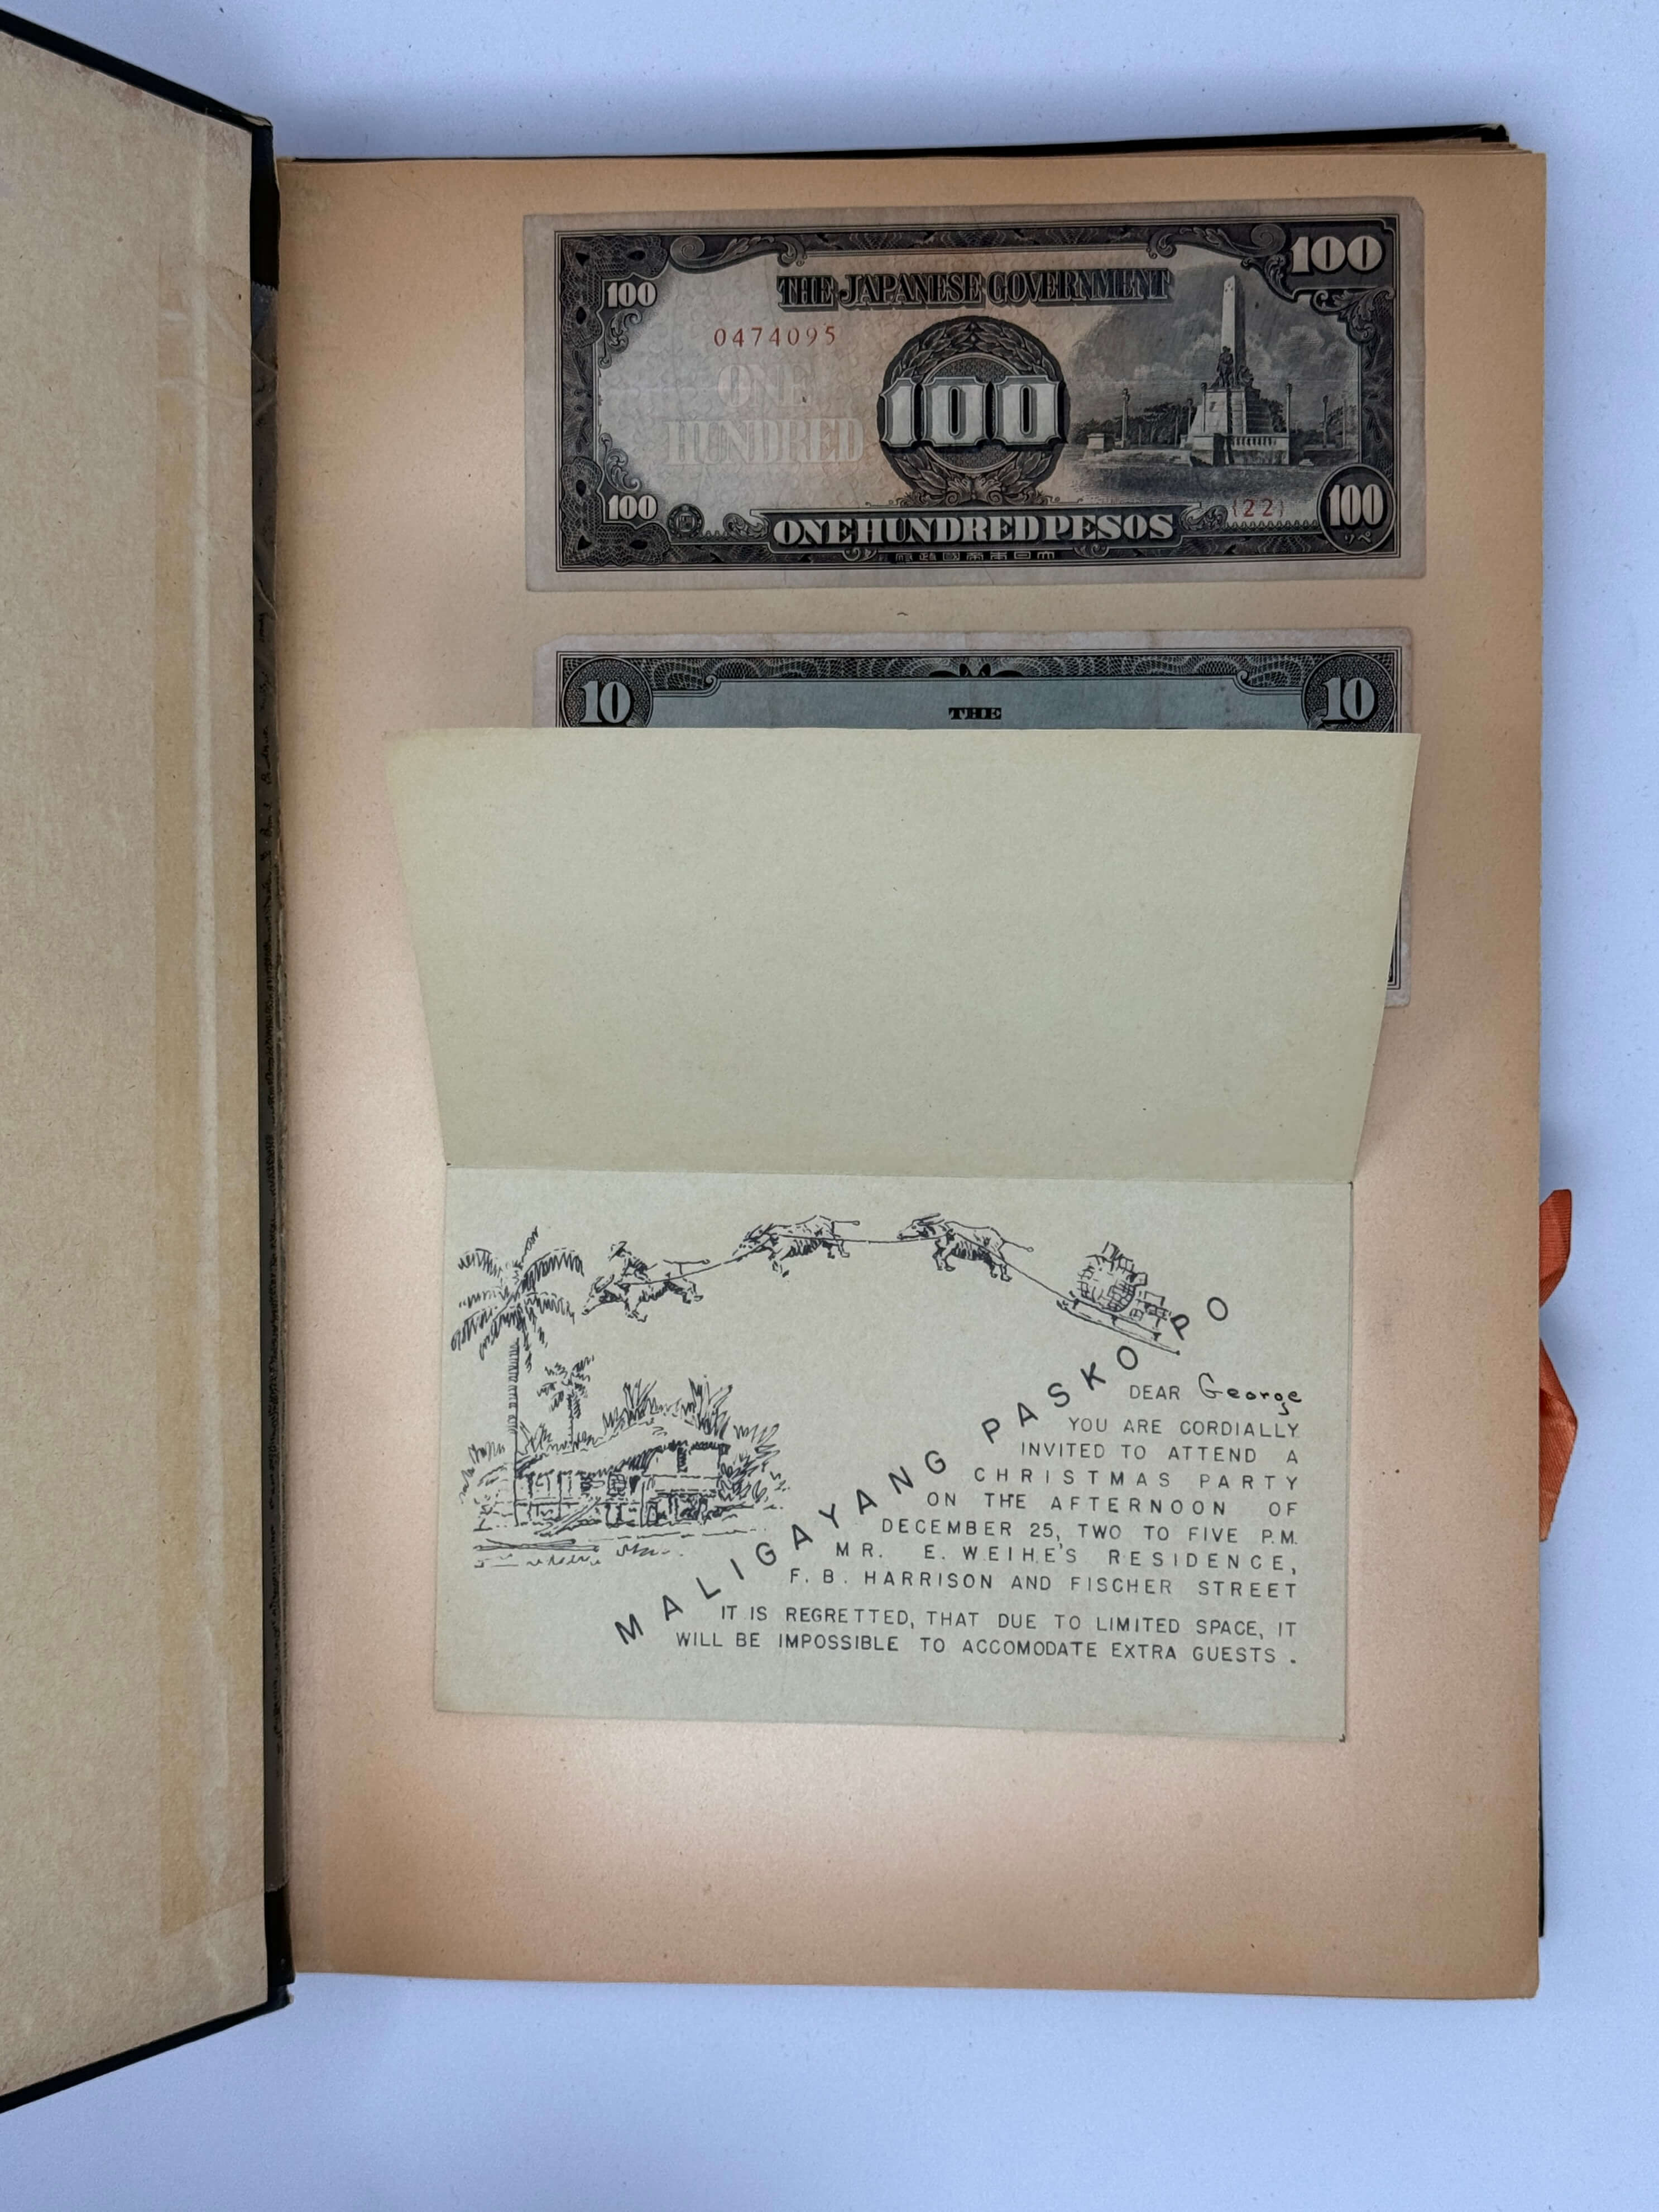 100
100
THE JAPANESE GOVERNMENT
0474095
ONE
HUNDRED
100
100
{22}
100
ONE HUNDRED PESOS
10
10
THE
MALIGAYANG PASKO PO
DEAR George
YOU ARE CORDIALLY
INVITED TO ATTEND A
CHRISTMAS PARTY
ON THE AFTERNOON OF
DECEMBER 25, TWO TO FIVE P.M.
MR. E. WEIHE'S RESIDENCE,
F. B. HARRISON AND FISCHER STREET
IT IS REGRETTED, THAT DUE TO LIMITED SPACE, IT
WILL BE IMPOSSIBLE TO ACCOMODATE EXTRA GUESTS.